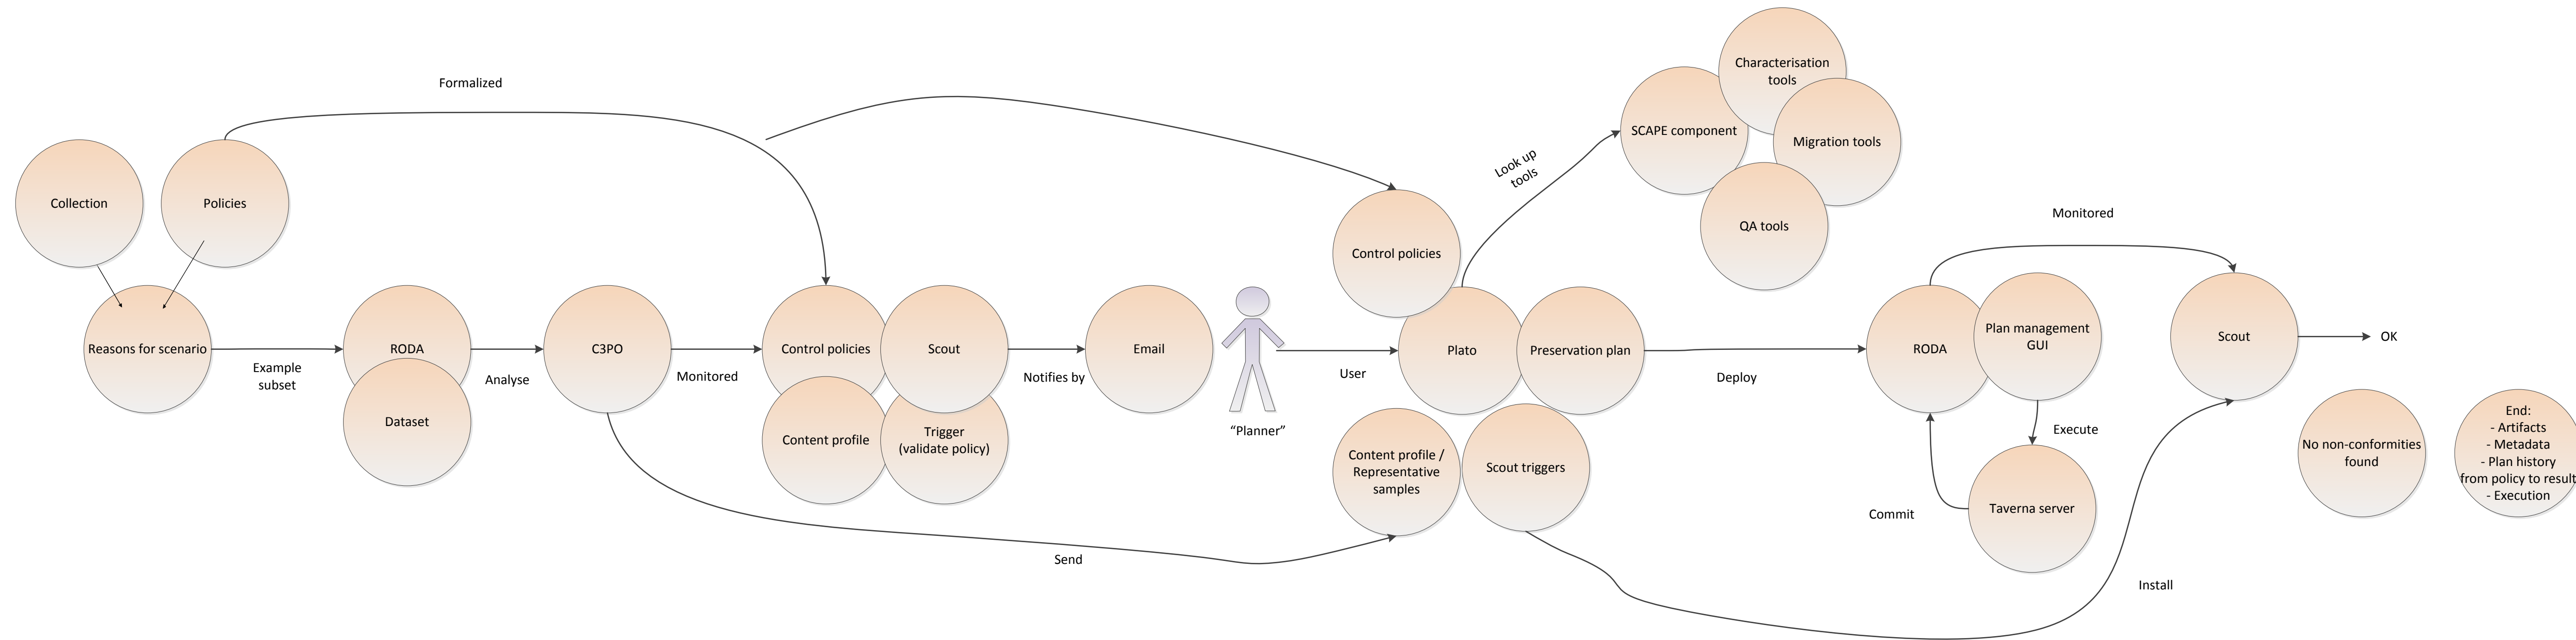 Formalized
Collection
Policies
Reasons for scenario
Example
subset
RODA
Dataset
Analyse
C3PO
Monitored
Control policies
Scout
Content profile
Trigger
(validate policy)
Notifies by
Email
"Planner"
Send
User
Control policies
Plato
Preservation plan
Content profile /
Representative
samples
Scout triggers
Look up
tools
SCAPE component
Characterisation
tools
Migration tools
QA tools
Deploy
RODA
Plan management
GUI
Execute
Taverna server
Commit
Monitored
Scout
Install
OK
No non-conformities
found
End:
- Artifacts
- Metadata
- Plan history
from policy to result
- Execution